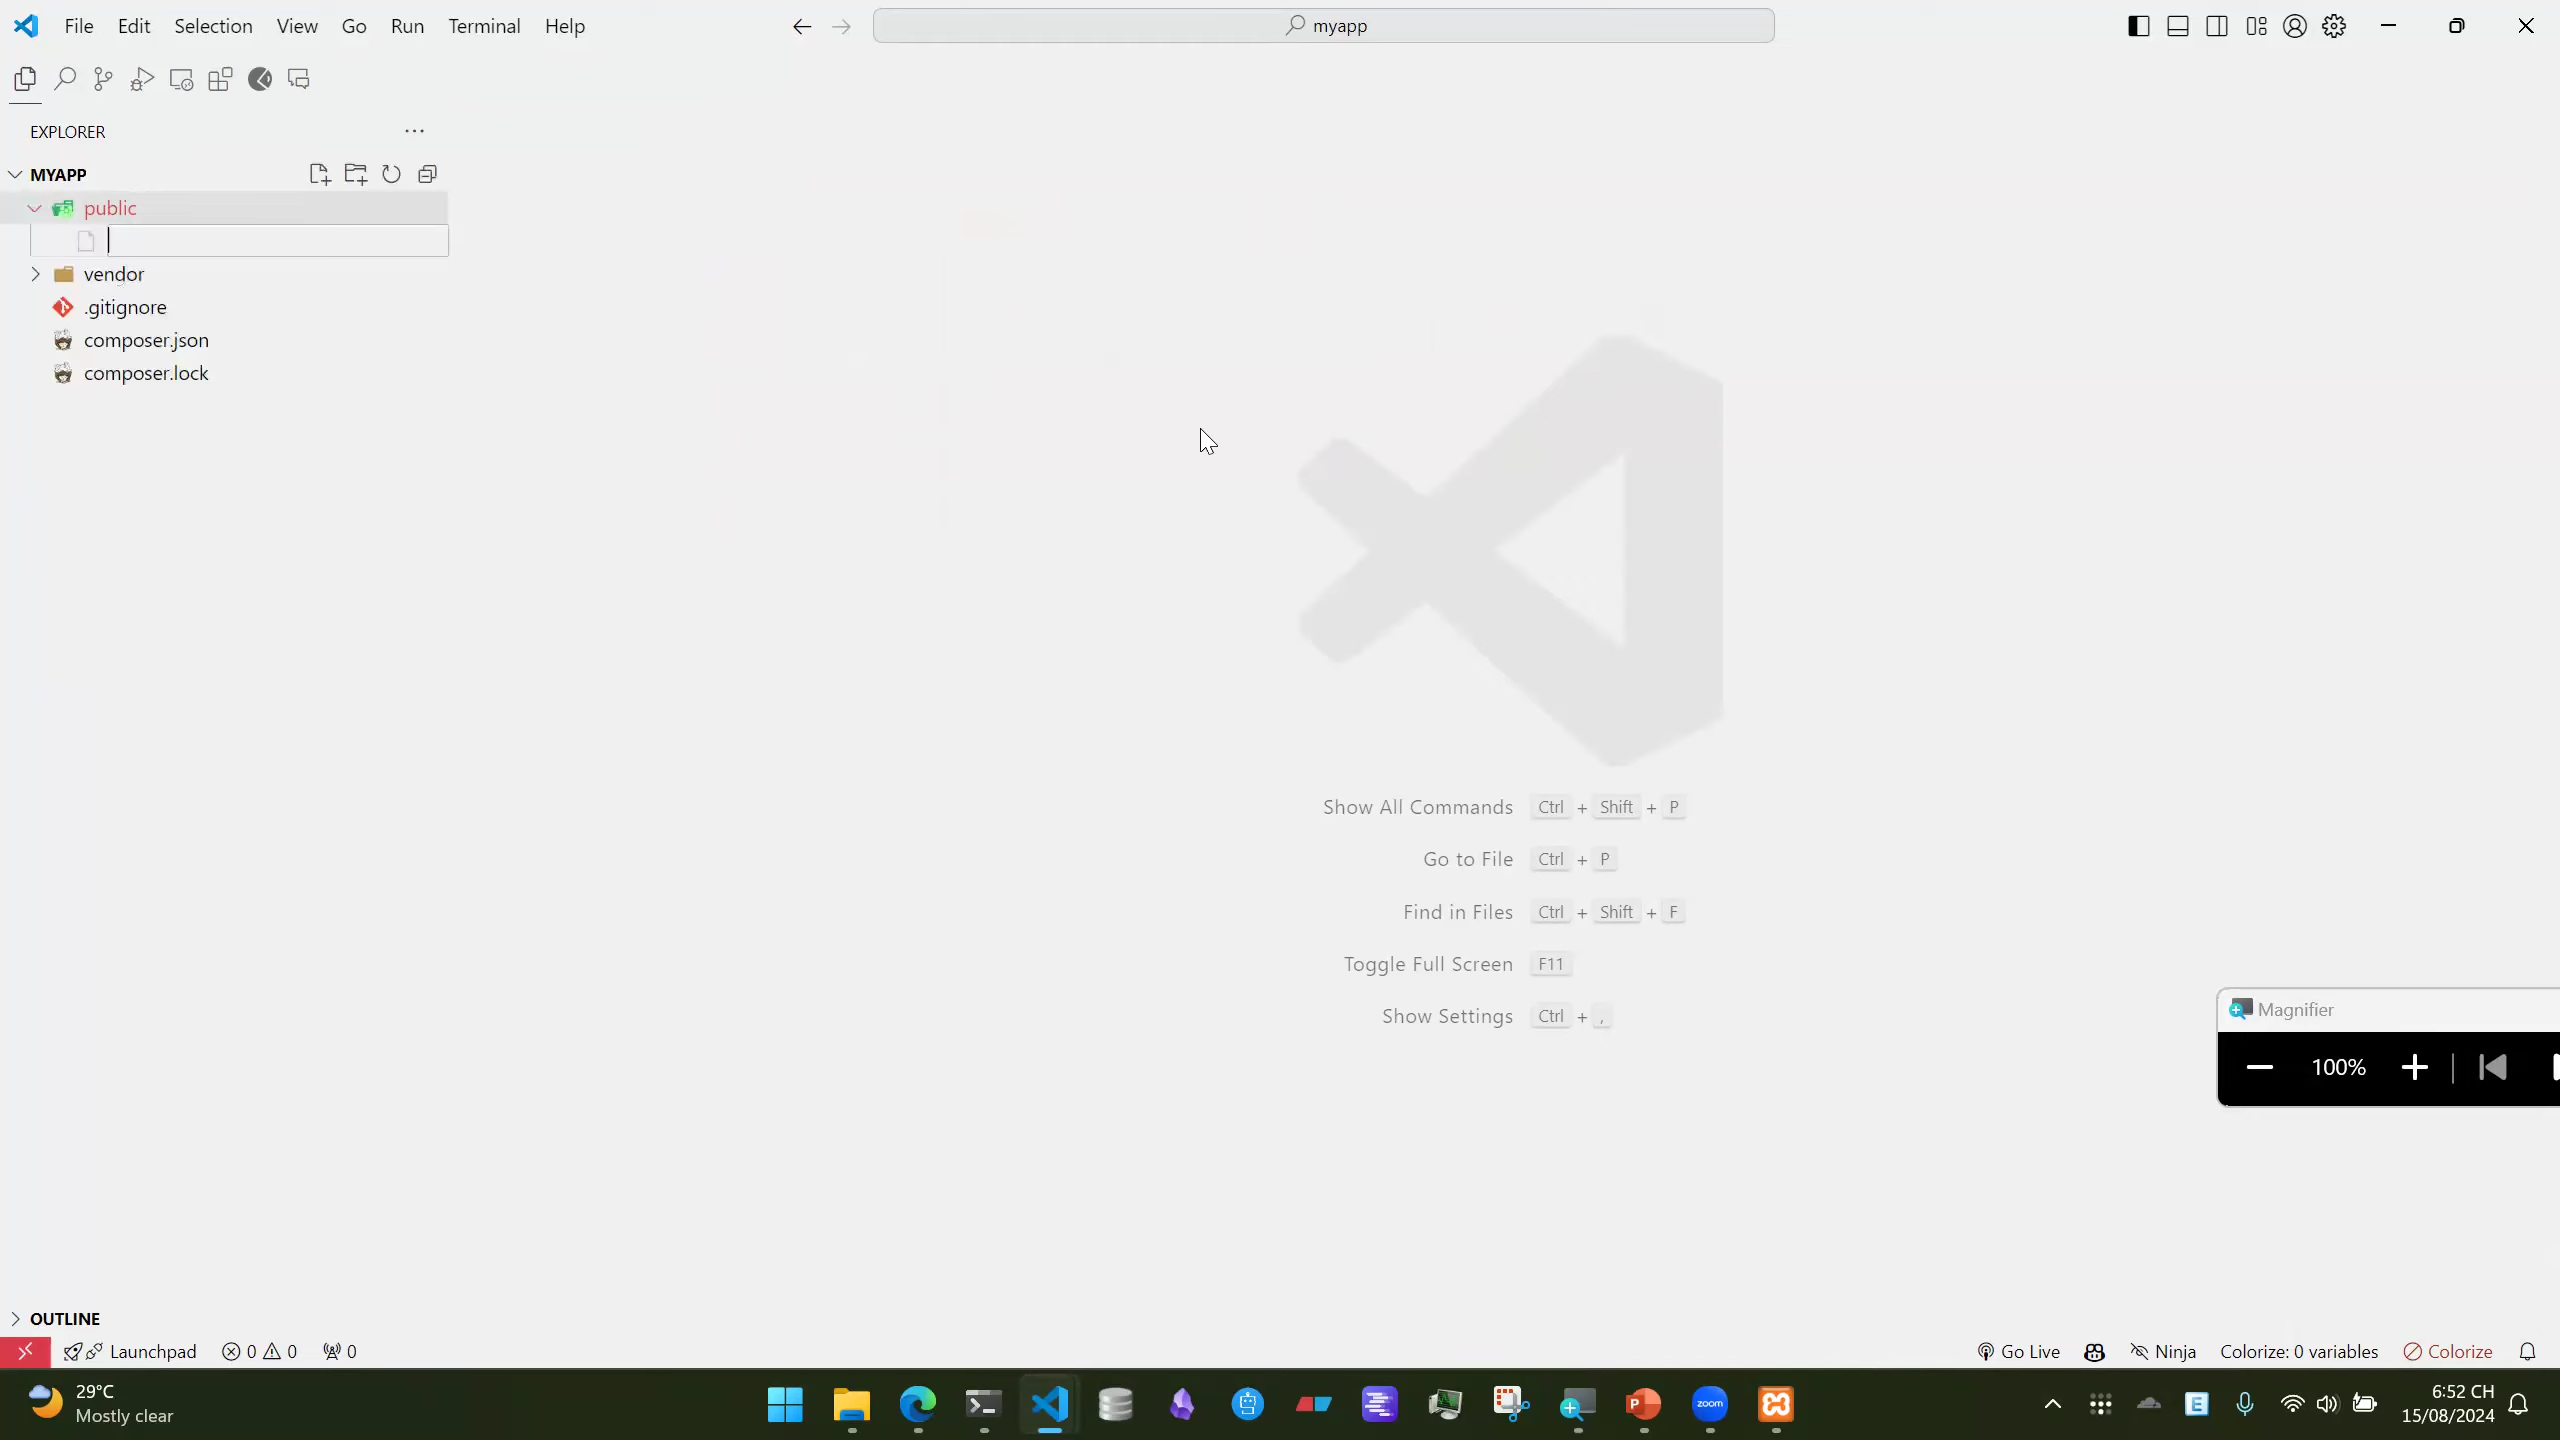 File Edit Selection View Go Run Terminal Help
myapp
EXPLORER
MYAPP
public
vendor
.gitignore
composer.json
composer.lock
Show All Commands Ctrl + Shift + P
Go to File Ctrl + P
Find in Files Ctrl + Shift + F
Toggle Full Screen F11
Show Settings Ctrl + ,
Magnifier
100%
OUTLINE
Launchpad 0 0 0
Go Live Ninja Colorize: 0 variables Colorize
29°C
Mostly clear
zoom
6:52 CH
15/08/2024